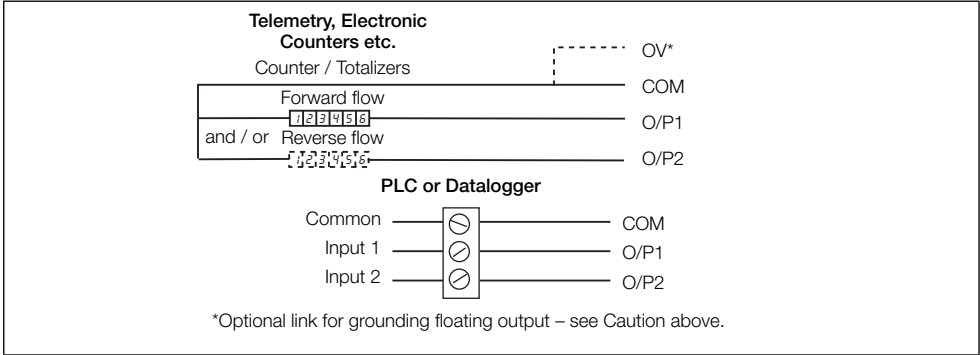 Telemetry, Electronic
Counters etc.
OV*
Counter / Totalizers
COM
Forward flow
123456
O/P1
and / or Reverse flow
123456
O/P2
PLC or Datalogger
Common
COM
Input 1
O/P1
Input 2
O/P2
*Optional link for grounding floating output – see Caution above.